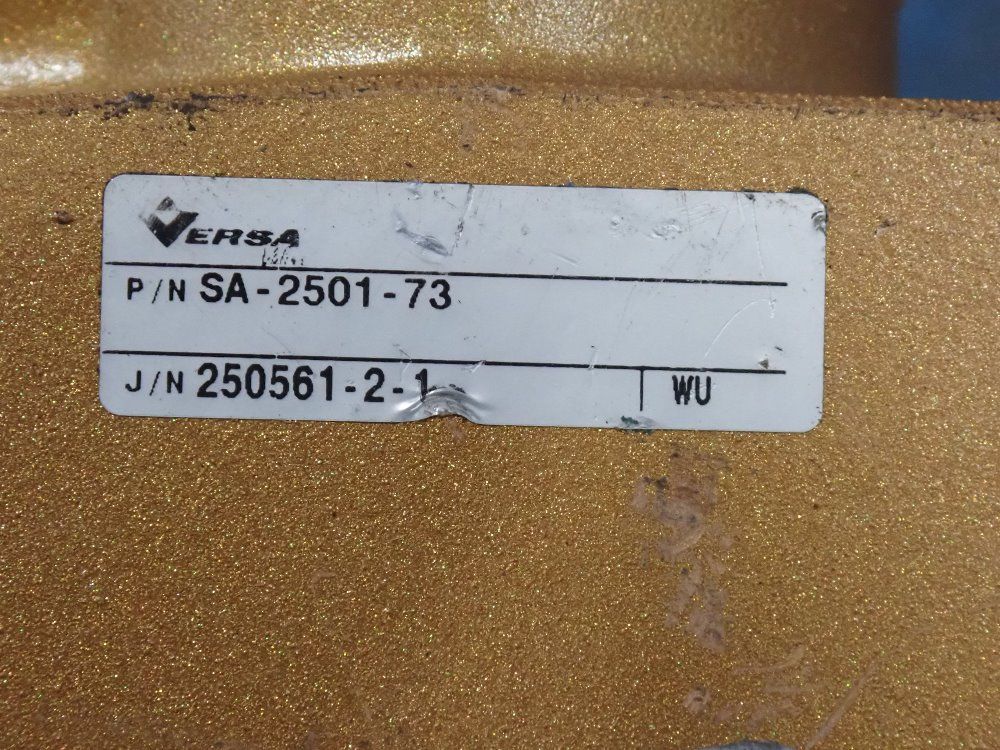 VERSA
P/N SA-2501-73
J/N 250561-2-1 WU